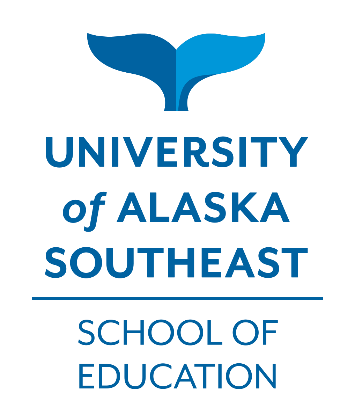 UNIVERSITY
of ALASKA
SOUTHEAST
SCHOOL OF
EDUCATION